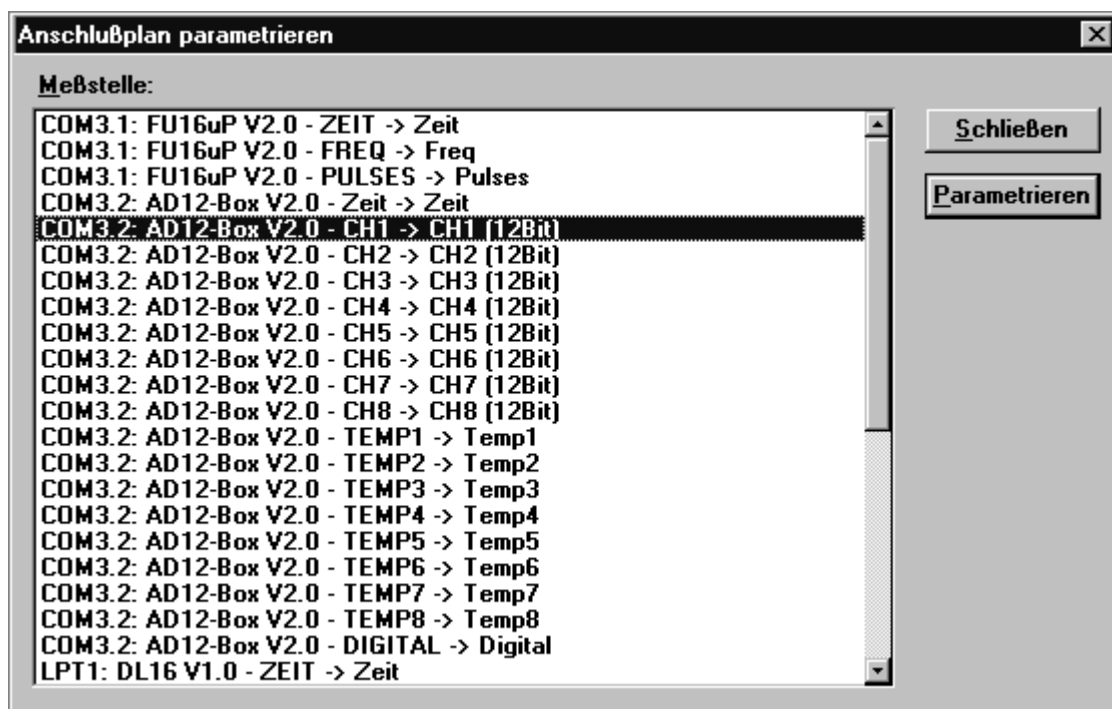 Anschlußplan parametrieren
Meßstelle:
COM3.1: FU16uP V2.0 - ZEIT -> Zeit
COM3.1: FU16uP V2.0 - FREQ -> Freq
COM3.1: FU16uP V2.0 - PULSES -> Pulses
COM3.2: AD12-Box V2.0 - Zeit -> Zeit
COM3.2: AD12-Box V2.0 - CH1 -> CH1 (12Bit)
COM3.2: AD12-Box V2.0 - CH2 -> CH2 (12Bit)
COM3.2: AD12-Box V2.0 - CH3 -> CH3 (12Bit)
COM3.2: AD12-Box V2.0 - CH4 -> CH4 (12Bit)
COM3.2: AD12-Box V2.0 - CH5 -> CH5 (12Bit)
COM3.2: AD12-Box V2.0 - CH6 -> CH6 (12Bit)
COM3.2: AD12-Box V2.0 - CH7 -> CH7 (12Bit)
COM3.2: AD12-Box V2.0 - CH8 -> CH8 (12Bit)
COM3.2: AD12-Box V2.0 - TEMP1 -> Temp1
COM3.2: AD12-Box V2.0 - TEMP2 -> Temp2
COM3.2: AD12-Box V2.0 - TEMP3 -> Temp3
COM3.2: AD12-Box V2.0 - TEMP4 -> Temp4
COM3.2: AD12-Box V2.0 - TEMP5 -> Temp5
COM3.2: AD12-Box V2.0 - TEMP6 -> Temp6
COM3.2: AD12-Box V2.0 - TEMP7 -> Temp7
COM3.2: AD12-Box V2.0 - TEMP8 -> Temp8
COM3.2: AD12-Box V2.0 - DIGITAL -> Digital
LPT1: DL16 V1.0 - ZEIT -> Zeit
Schließen
Parametrieren